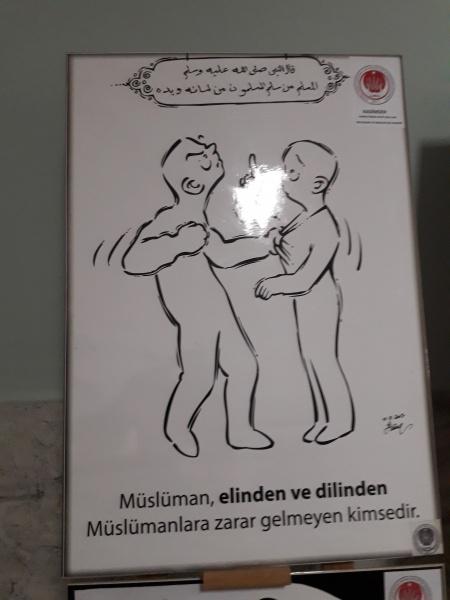 قال النبي صلى الله عليه وسلم
المسلم من سلم المسلمون من لسانه ويده
Müslüman, elinden ve dilinden
Müslümanlara zarar gelmeyen kimsedir.